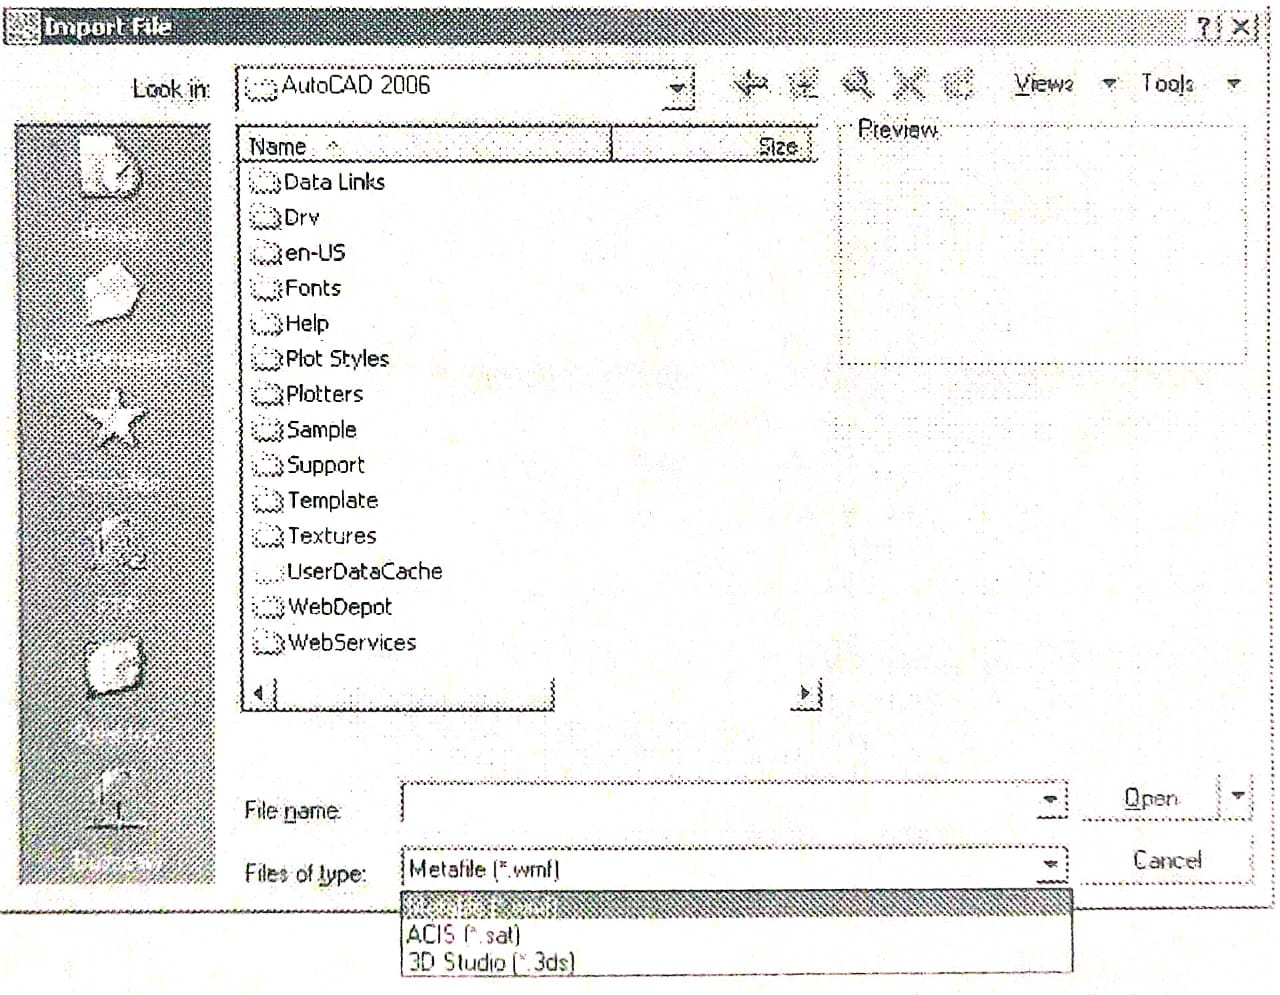 Import File
Look in: AutoCAD 2006 Views Tools
Name Size
Preview
Data Links
Drv
en-US
Fonts
Help
Plot Styles
Plotters
Sample
Support
Template
Textures
UserDataCache
WebDepot
WebServices
File name: Open
Files of type: Metafile (*.wmf) Cancel
Metafile (*.wmf)
ACIS (*.sat)
3D Studio (*.3ds)